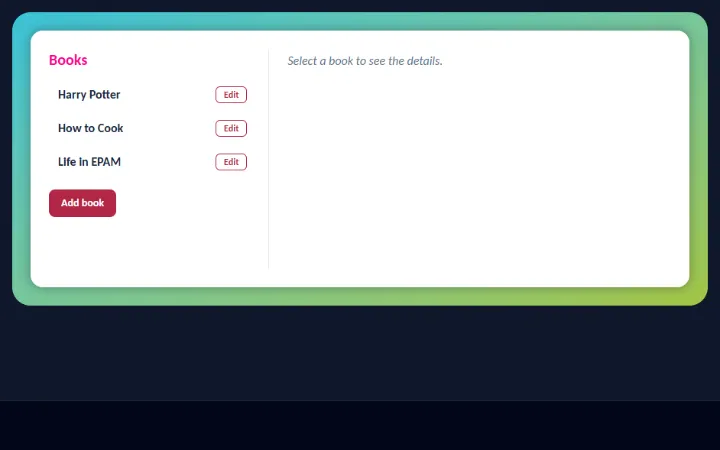 Books
Harry Potter Edit
How to Cook Edit
Life in EPAM Edit
Add book
Select a book to see the details.